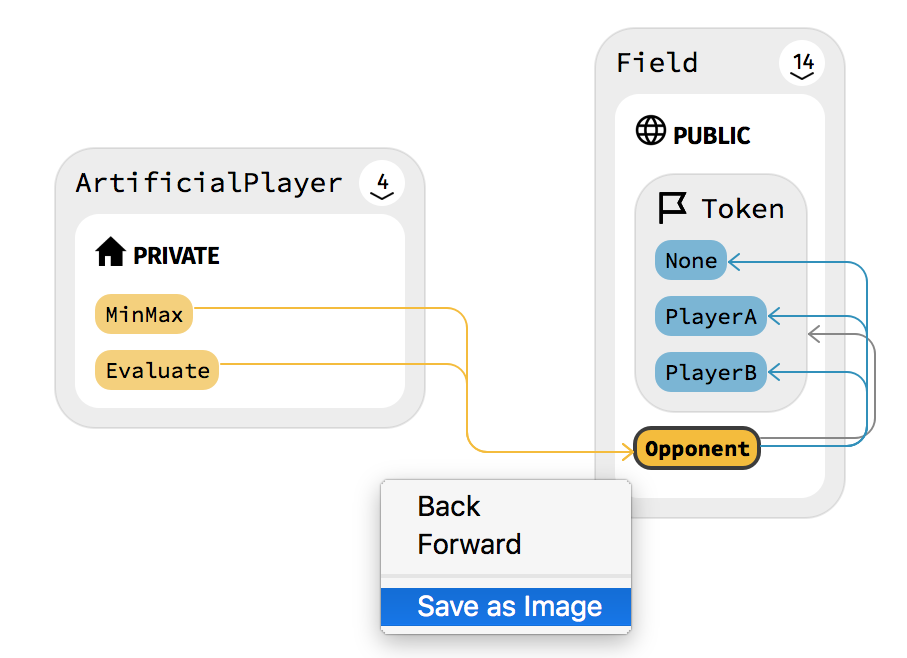 Field
14
PUBLIC
Token
None
PlayerA
PlayerB
Opponent
ArtificialPlayer
4
PRIVATE
MinMax
Evaluate
Back
Forward
Save as Image